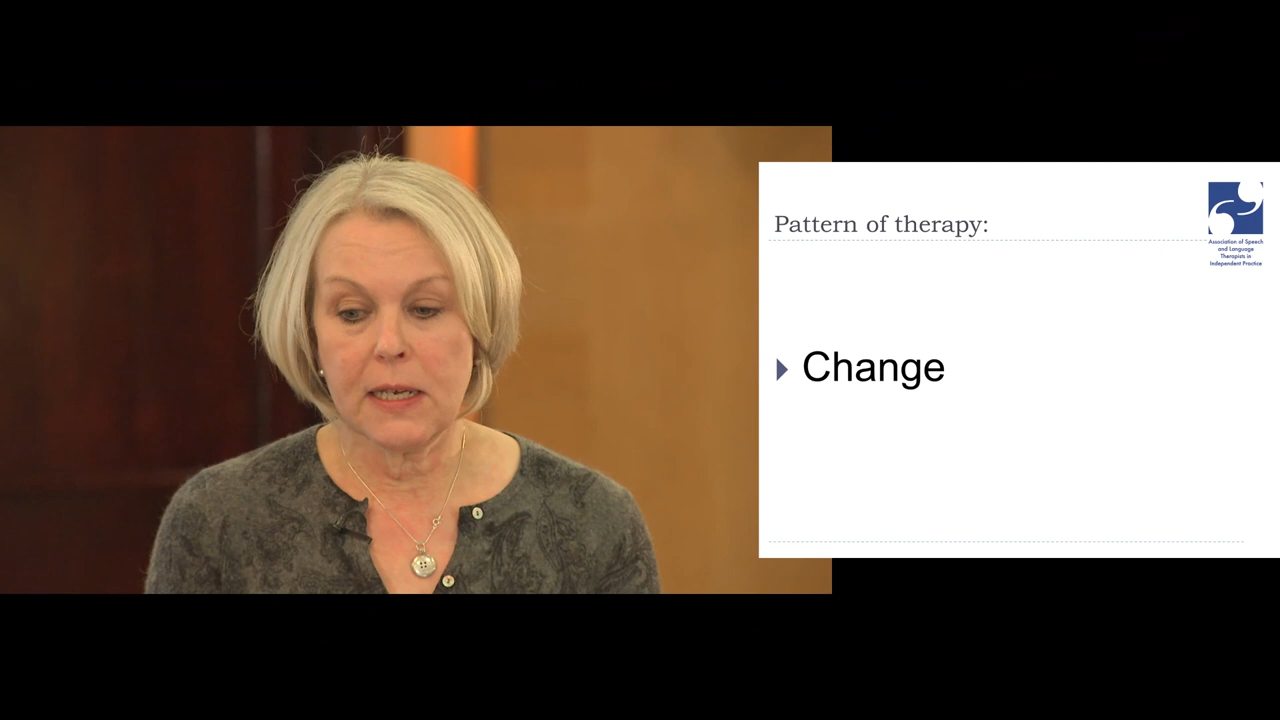 Pattern of therapy:
Association of Speech
and Language
Therapists in
Independent Practice
Change